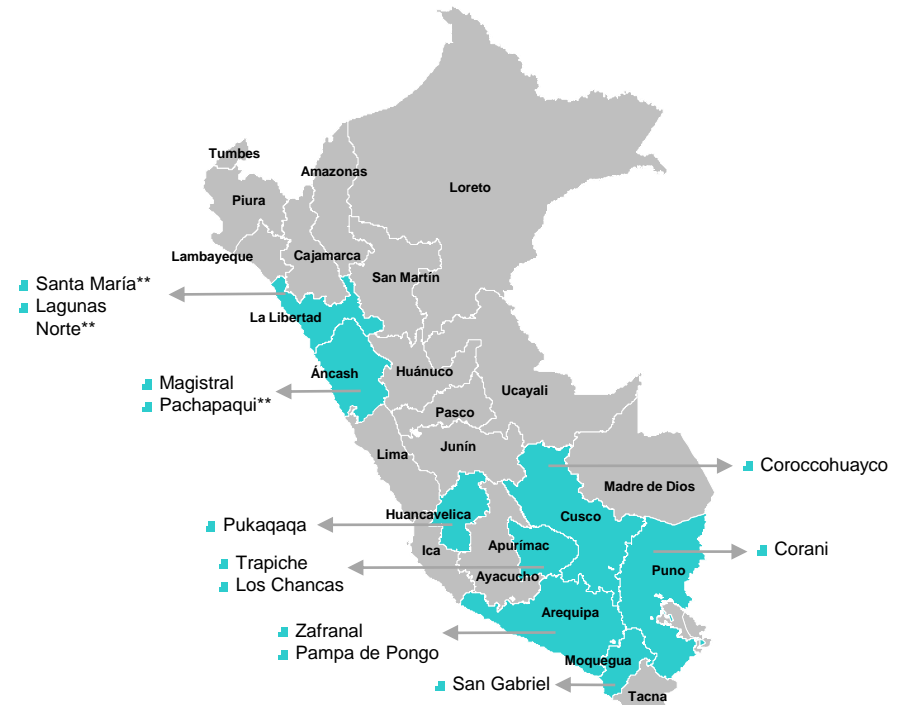 Tumbes
Amazonas
Loreto
Piura
Lambayeque
Cajamarca
San Martín
Santa María**
Lagunas
Norte**
La Libertad
Áncash
Huánuco
Ucayali
Magistral
Pachapaqui**
Pasco
Junín
Lima
Coroccohuayco
Madre de Dios
Huancavelica
Cusco
Pukaqaqa
Ica
Apurímac
Corani
Trapiche
Los Chancas
Ayacucho
Puno
Arequipa
Zafranal
Pampa de Pongo
Moquegua
San Gabriel
Tacna